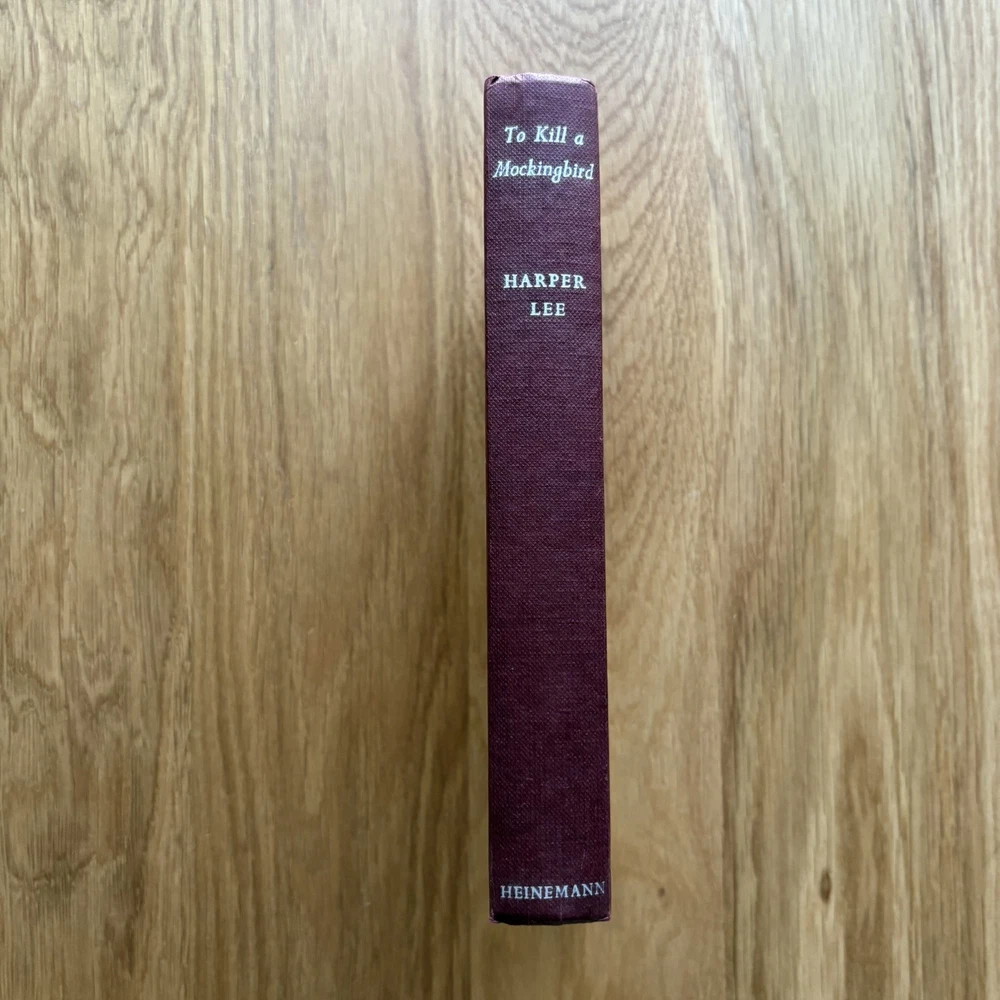 To Kill a
Mockingbird
HARPER
LEE
HEINEMANN